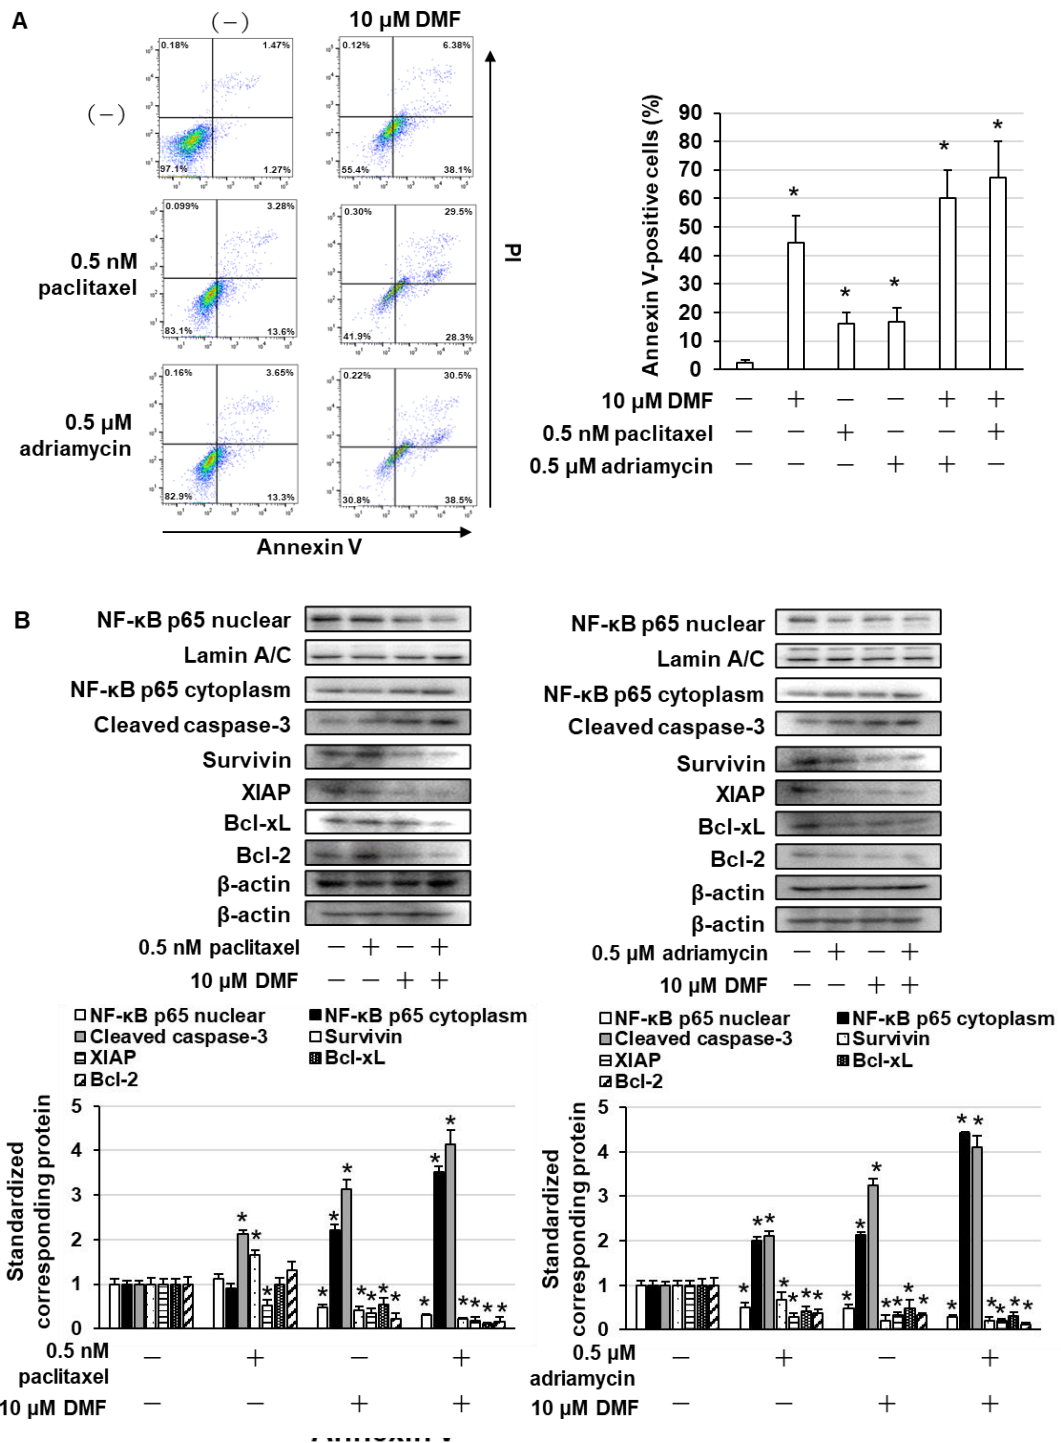 A
(−)
10 μM DMF
0.18%
1.47%
0.12%
6.38%
(−)
97.1%
1.27%
55.4%
38.1%
0.099%
3.28%
0.30%
29.5%
0.5 nM
paclitaxel
83.1%
13.6%
41.9%
28.3%
0.16%
3.65%
0.22%
30.5%
0.5 μM
adriamycin
82.9%
13.3%
30.8%
38.5%
PI
Annexin V
Annexin V-positive cells (%)
90
80
70
60
50
40
30
20
10
0
* * * * *
10 μM DMF − + − − + +
0.5 nM paclitaxel − − + − − +
0.5 μM adriamycin − − − + + −
B
NF-κB p65 nuclear
Lamin A/C
NF-κB p65 cytoplasm
Cleaved caspase-3
Survivin
XIAP
Bcl-xL
Bcl-2
β-actin
β-actin
0.5 nM paclitaxel − + − +
10 μM DMF − − + +
NF-κB p65 nuclear
Lamin A/C
NF-κB p65 cytoplasm
Cleaved caspase-3
Survivin
XIAP
Bcl-xL
Bcl-2
β-actin
β-actin
0.5 μM adriamycin − + − +
10 μM DMF − − + +
NF-κB p65 nuclear
NF-κB p65 cytoplasm
Cleaved caspase-3
Survivin
XIAP
Bcl-xL
Bcl-2
Standardized
corresponding protein
5
4
3
2
1
0
* * * * * * * * * * * * * * * * *
0.5 nM
paclitaxel
− + − +
10 μM DMF − − + +
NF-κB p65 nuclear
NF-κB p65 cytoplasm
Cleaved caspase-3
Survivin
XIAP
Bcl-xL
Bcl-2
Standardized
corresponding protein
5
4
3
2
1
0
* * * * * * * * * * * * * * * * * * * * *
0.5 μM
adriamycin
− + − +
10 μM DMF − − + +